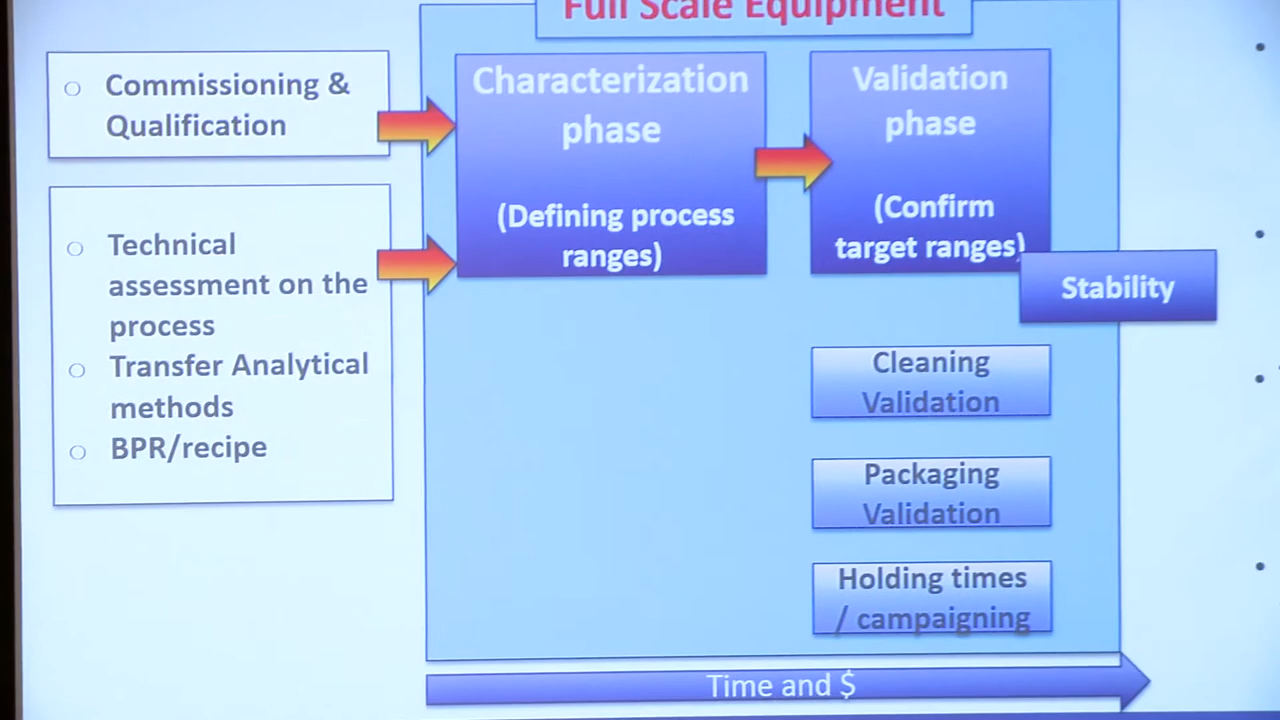 Full Scale Equipment
Commissioning &
Qualification
Characterization
phase
(Defining process
ranges)
Validation
phase
(Confirm
target ranges)
Technical
assessment on the
process
Transfer Analytical
methods
BPR/recipe
Stability
Cleaning
Validation
Packaging
Validation
Holding times
/ campaigning
Time and $